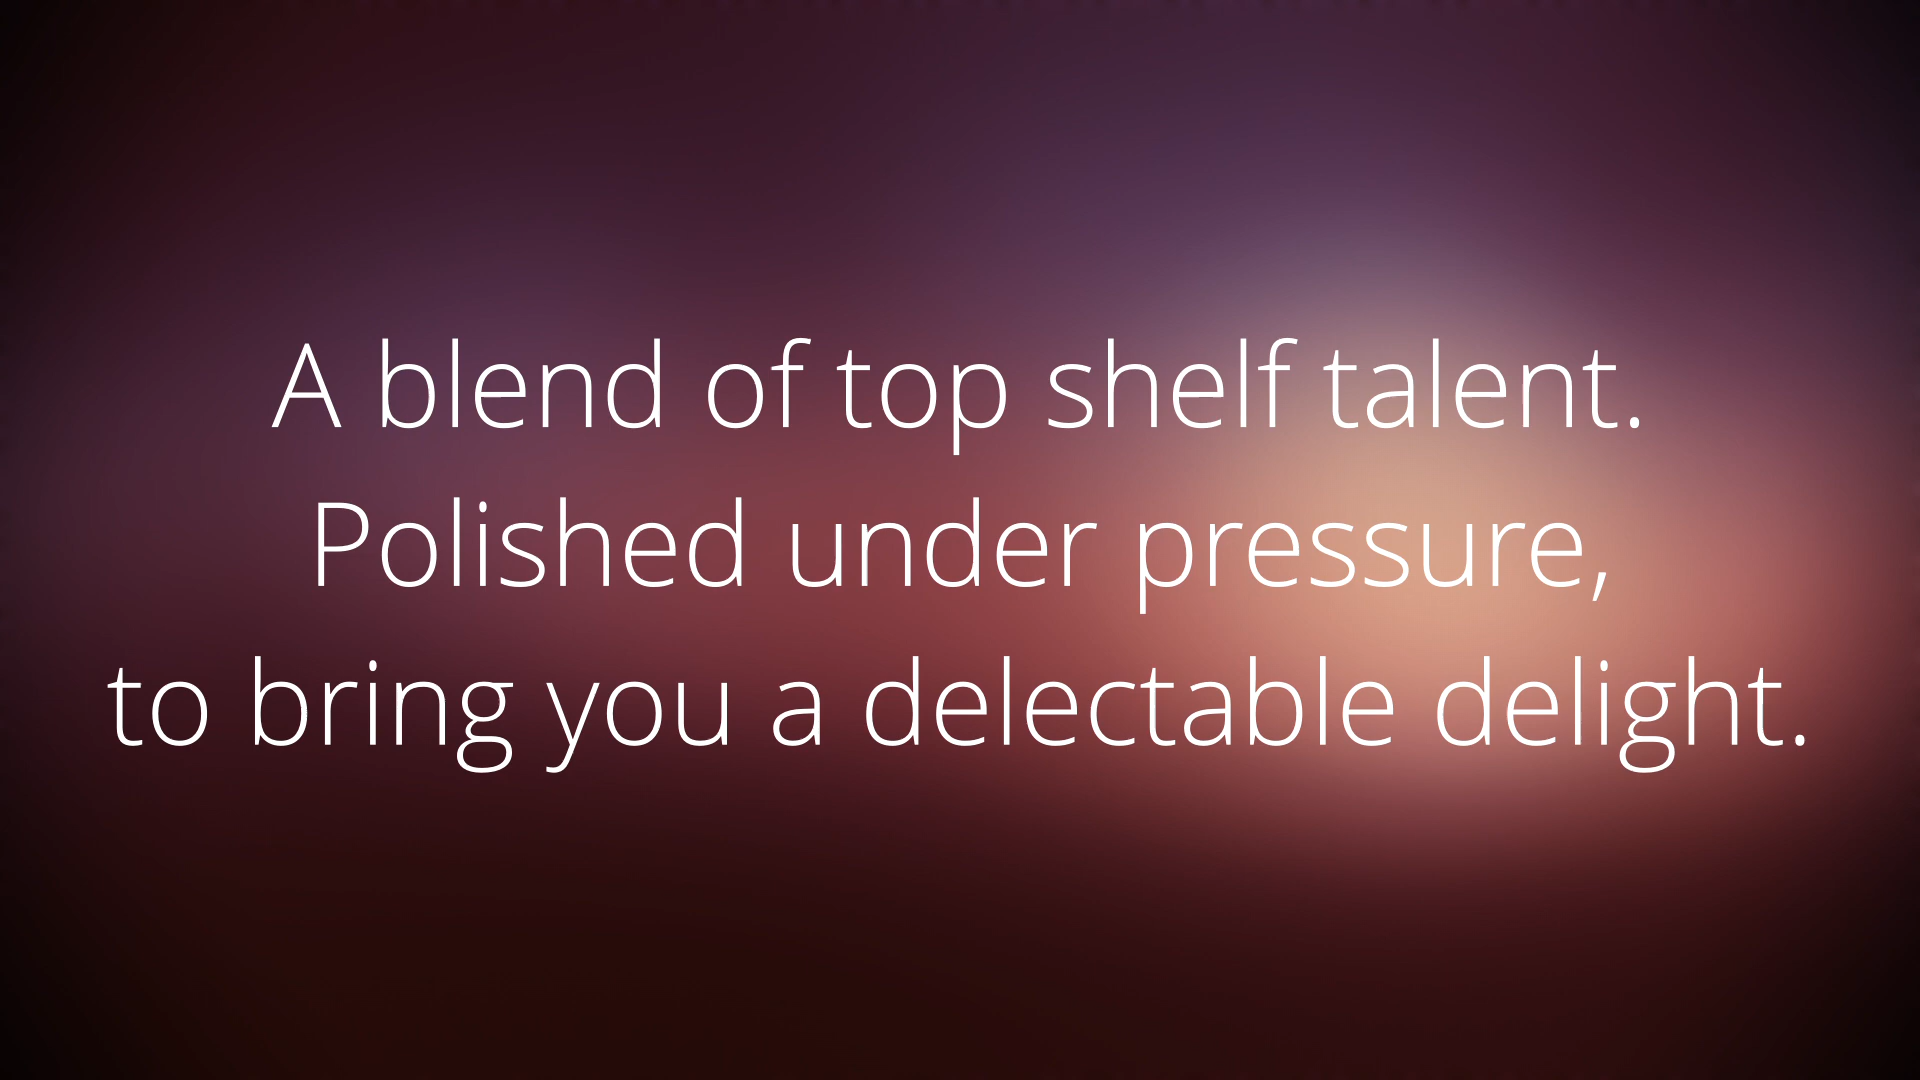 A blend of top shelf talent.
Polished under pressure,
to bring you a delectable delight.